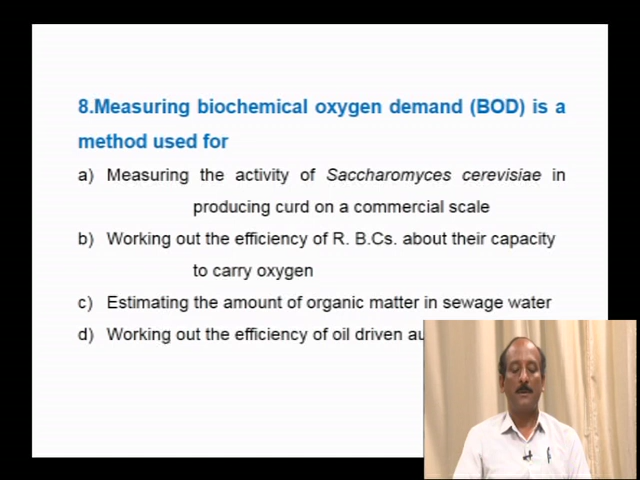 8.Measuring biochemical oxygen demand (BOD) is a
method used for
a) Measuring the activity of Saccharomyces cerevisiae in
producing curd on a commercial scale
b) Working out the efficiency of R. B.Cs. about their capacity
to carry oxygen
c) Estimating the amount of organic matter in sewage water
d) Working out the efficiency of oil driven